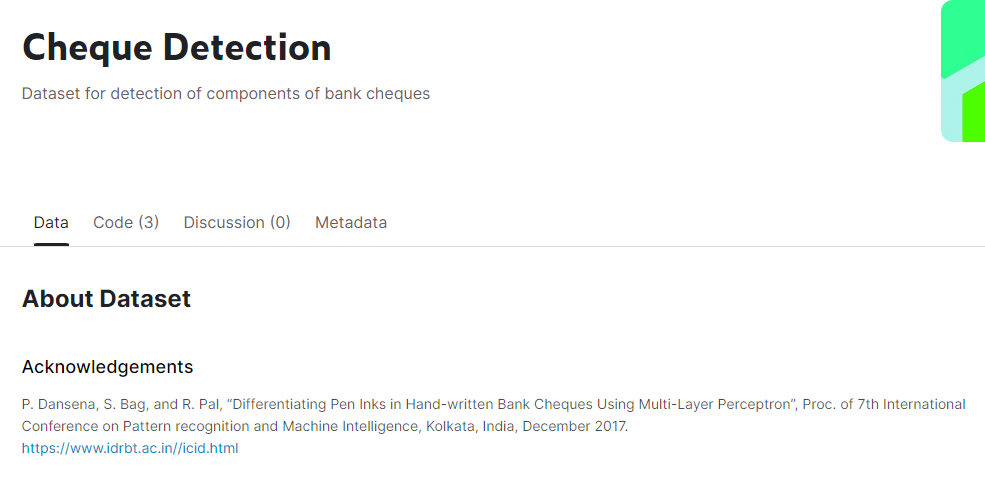 Cheque Detection
Dataset for detection of components of bank cheques
Data Code (3) Discussion (0) Metadata
About Dataset
Acknowledgements
P. Dansena, S. Bag, and R. Pal, “Differentiating Pen Inks in Hand-written Bank Cheques Using Multi-Layer Perceptron”, Proc. of 7th International
Conference on Pattern recognition and Machine Intelligence, Kolkata, India, December 2017.
https://www.idrbt.ac.in//icid.html